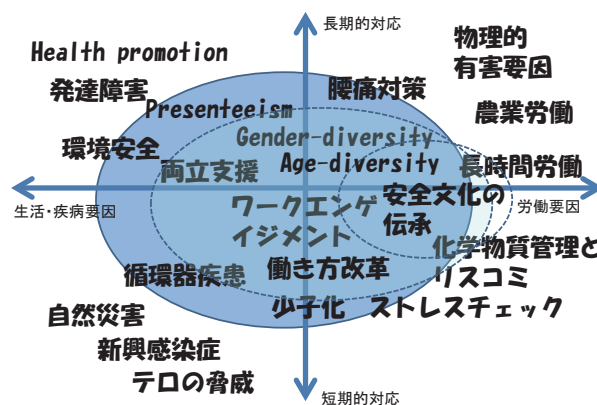 長期的対応
Health promotion
物理的
有害要因
発達障害
腰痛対策
Presenteeism
農業労働
Gender-diversity
環境安全
両立支援
Age-diversity
長時間労働
生活・疾病要因
ワークエンゲ
イジメント
安全文化の
伝承
労働要因
化学物質管理と
リスコミ
循環器疾患
働き方改革
自然災害
少子化
ストレスチェック
新興感染症
テロの脅威
短期的対応